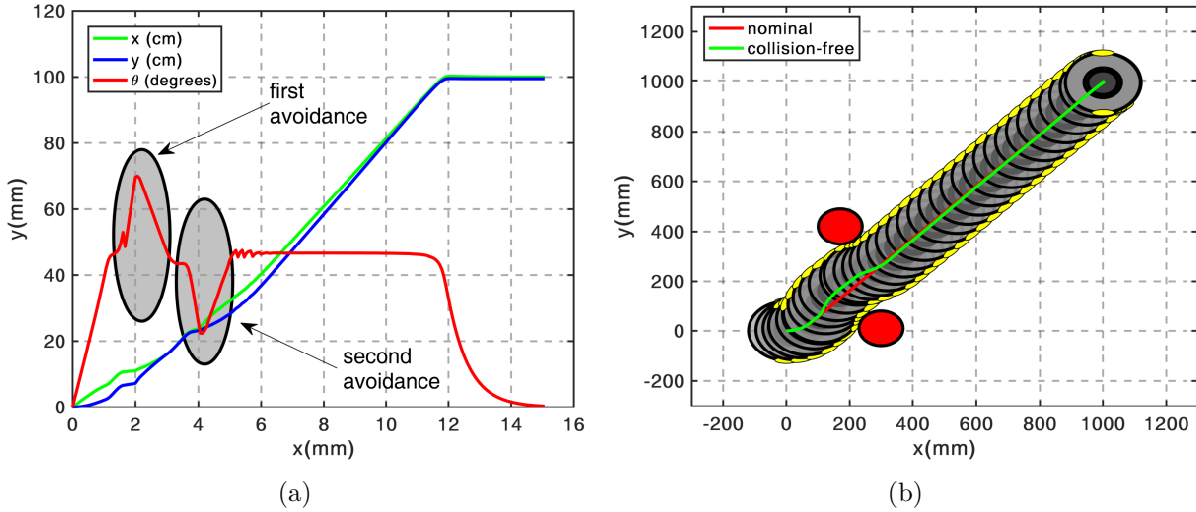 120
100
80
60
40
20
0
y(mm)
x (cm)
y (cm)
θ (degrees)
first
avoidance
second
avoidance
0 2 4 6 8 10 12 14 16
x(mm)
(a)
nominal
collision-free
1200
1000
800
600
400
200
0
-200
y(mm)
-200 0 200 400 600 800 1000 1200
x(mm)
(b)